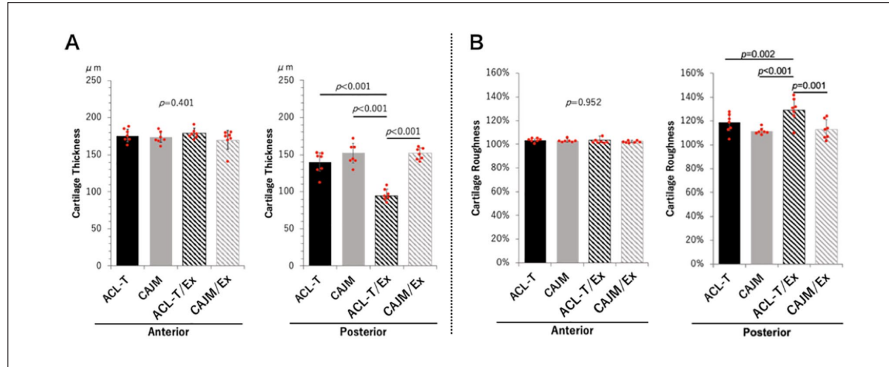 A
B
μm
Cartilage Thickness
250
200
150
100
50
0
p=0.401
ACL-T
CAJM
ACL-T/Ex
CAJM/Ex
Anterior
μm
Cartilage Thickness
250
200
150
100
50
0
p<0.001
p<0.001
p<0.001
ACL-T
CAJM
ACL-T/Ex
CAJM/Ex
Posterior
Cartilage Roughness
160%
140%
120%
100%
80%
60%
40%
20%
0%
p=0.952
ACL-T
CAJM
ACL-T/Ex
CAJM/Ex
Anterior
Cartilage Roughness
160%
140%
120%
100%
80%
60%
40%
20%
0%
p=0.002
p<0.001
p=0.001
ACL-T
CAJM
ACL-T/Ex
CAJM/Ex
Posterior